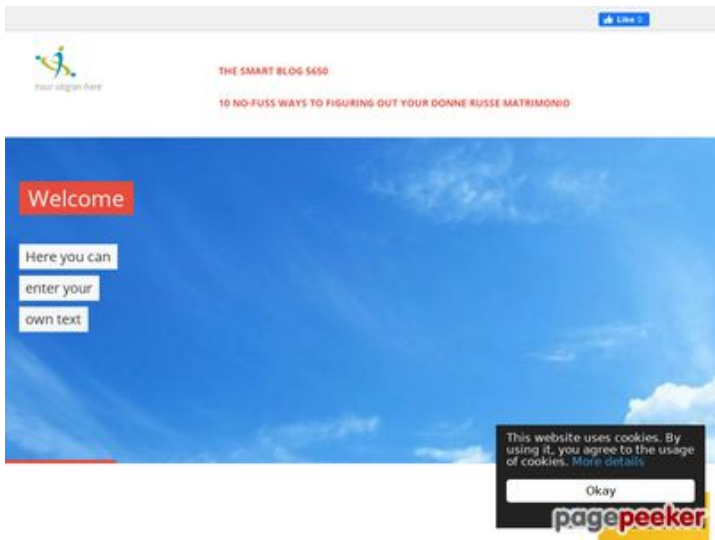 Like 0
Your slogan here
THE SMART BLOG 5650
10 NO-FUSS WAYS TO FIGURING OUT YOUR DONNE RUSSE MATRIMONIO
Welcome
Here you can
enter your
own text
This website uses cookies. By
using it, you agree to the usage
of cookies. More details
Okay
pagepeeker